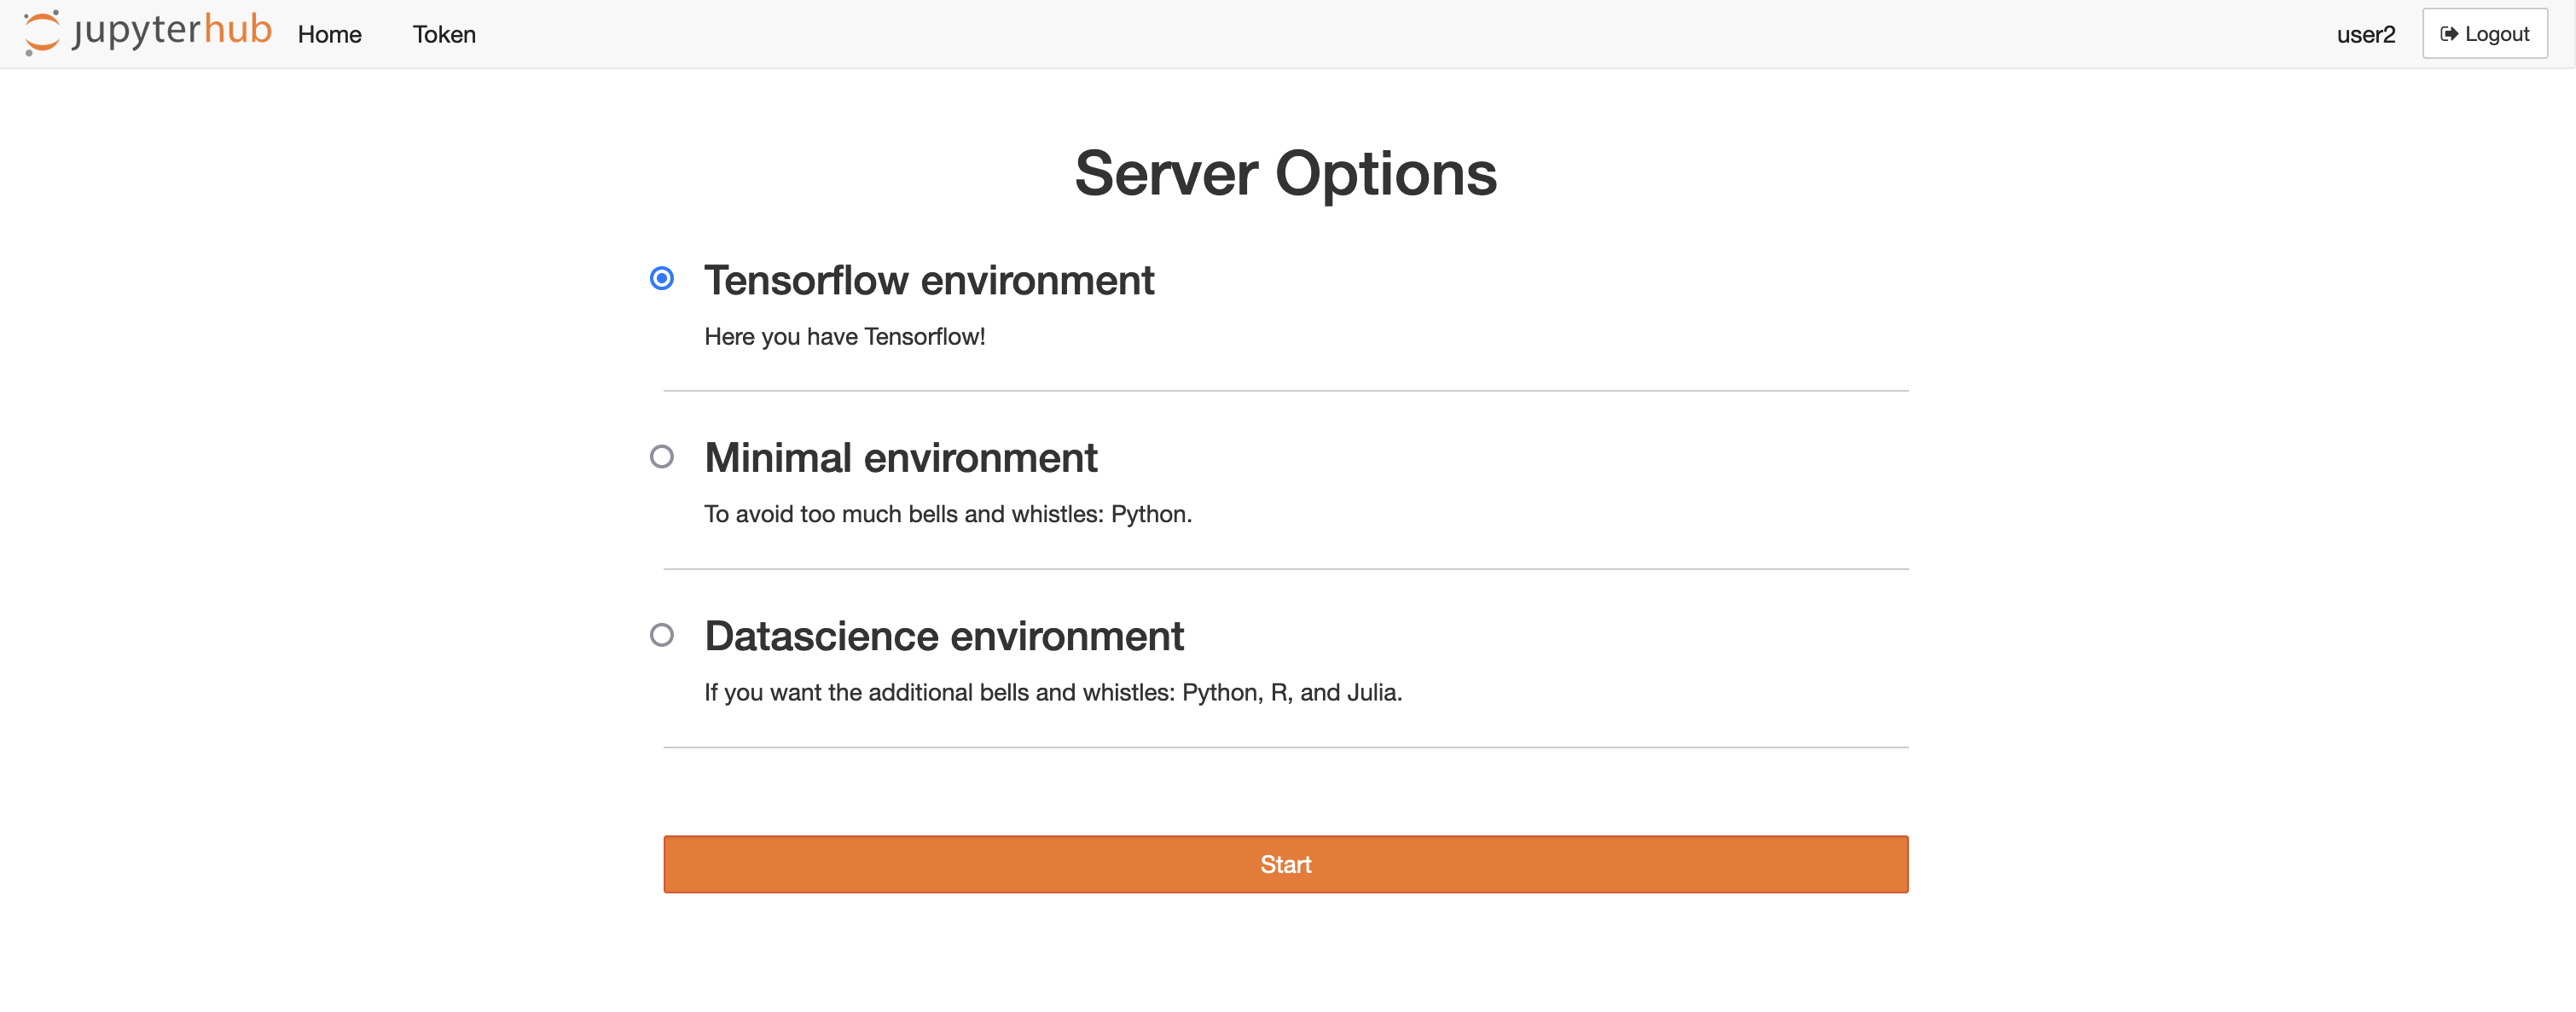 jupyterhub Home Token user2 Logout
Server Options
Tensorflow environment
Here you have Tensorflow!
Minimal environment
To avoid too much bells and whistles: Python.
Datascience environment
If you want the additional bells and whistles: Python, R, and Julia.
Start